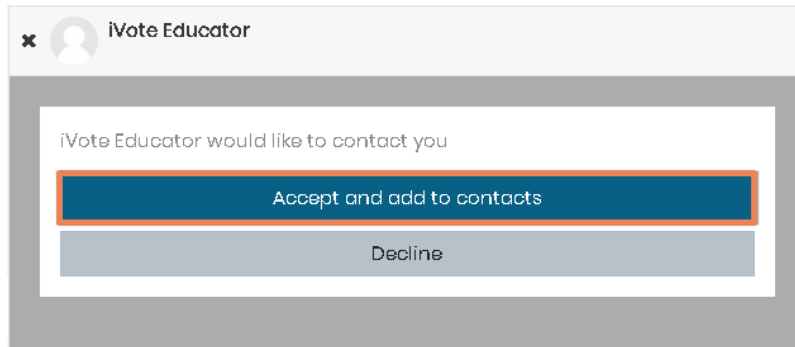 iVote Educator
iVote Educator would like to contact you
Accept and add to contacts
Decline